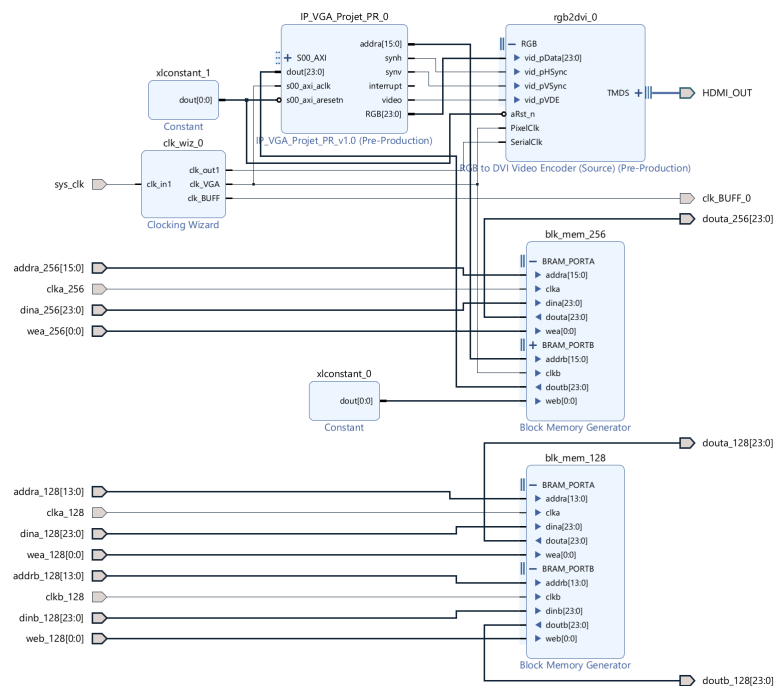 IP_VGA_Projet_PR_0
addra[15:0]
S00_AXI
synh
dout[23:0]
synv
s00_axi_aclk
interrupt
s00_axi_aresetn
video
RGB[23:0]
IP_VGA_Projet_PR_v1.0 (Pre-Production)
rgb2dvi_0
RGB
vid_pData[23:0]
vid_pHSync
vid_pVSync
vid_pVDE
TMDS
aRst_n
PixelClk
SerialClk
RGB to DVI Video Encoder (Source) (Pre-Production)
HDMI_OUT
xlconstant_1
dout[0:0]
Constant
clk_wiz_0
clk_out1
sys_clk
clk_in1
clk_VGA
clk_BUFF
Clocking Wizard
clk_BUFF_0
douta_256[23:0]
blk_mem_256
BRAM_PORTA
addra_256[15:0]
addra[15:0]
clka_256
clka
dina_256[23:0]
dina[23:0]
douta[23:0]
wea_256[0:0]
wea[0:0]
BRAM_PORTB
addrb[15:0]
clkb
doutb[23:0]
web[0:0]
Block Memory Generator
xlconstant_0
dout[0:0]
Constant
douta_128[23:0]
blk_mem_128
BRAM_PORTA
addra_128[13:0]
addra[13:0]
clka_128
clka
dina_128[23:0]
dina[23:0]
douta[23:0]
wea_128[0:0]
wea[0:0]
BRAM_PORTB
addrb_128[13:0]
addrb[13:0]
clkb_128
clkb
dinb_128[23:0]
dinb[23:0]
doutb[23:0]
web_128[0:0]
web[0:0]
Block Memory Generator
doutb_128[23:0]